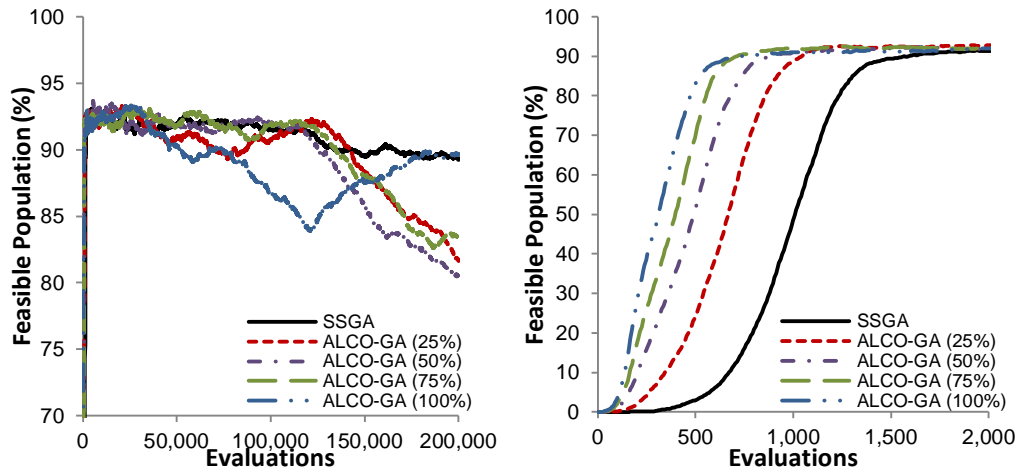 100
95
90
85
80
75
70
Feasible Population (%)
0
50,000
100,000
150,000
200,000
Evaluations
SSGA
ALCO-GA (25%)
ALCO-GA (50%)
ALCO-GA (75%)
ALCO-GA (100%)
100
90
80
70
60
50
40
30
20
10
0
Feasible Population (%)
0
500
1,000
1,500
2,000
Evaluations
SSGA
ALCO-GA (25%)
ALCO-GA (50%)
ALCO-GA (75%)
ALCO-GA (100%)